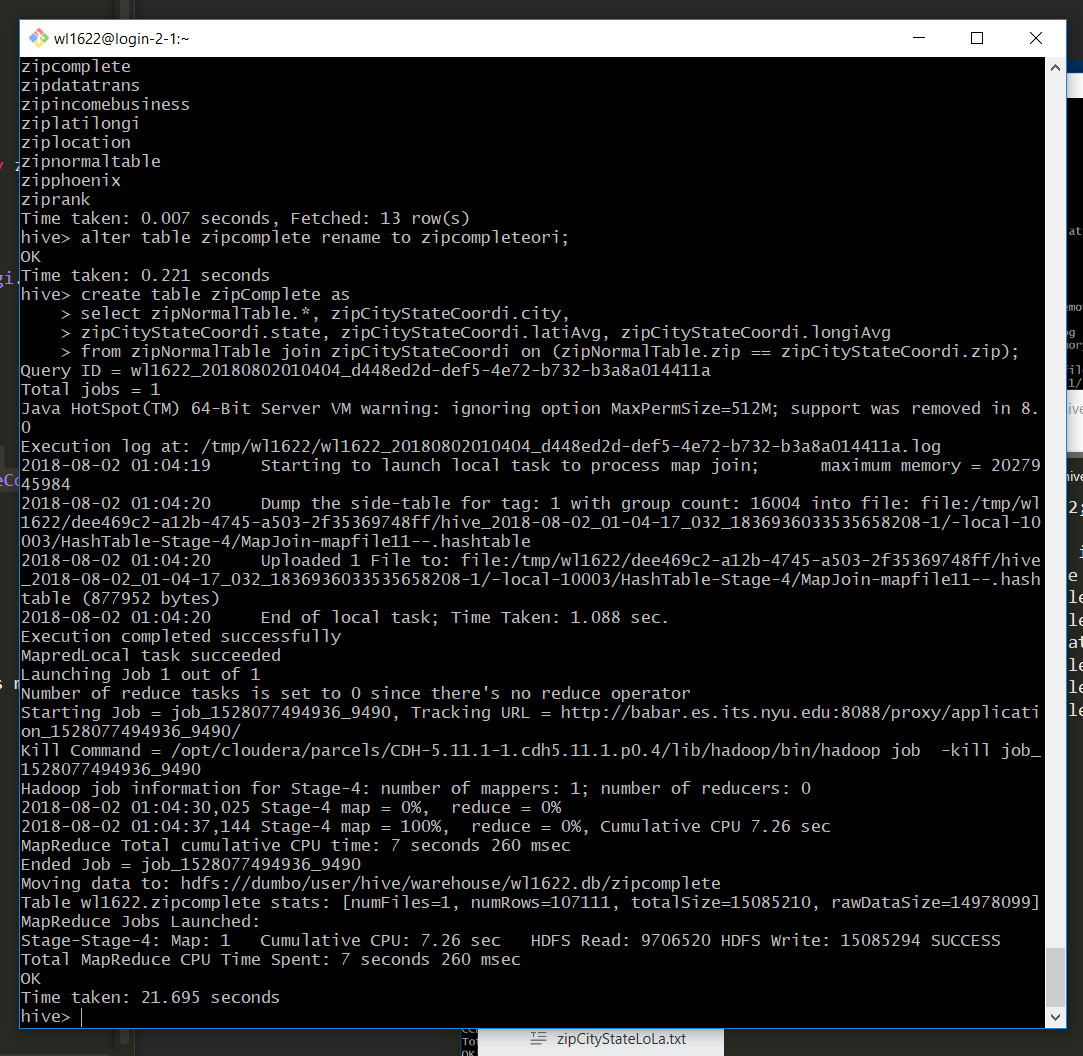 wl1622@login-2-1:~
zipcomplete
zipdatatrans
zipincomebusiness
ziplatilongi
ziplocation
zipnormaltable
zipphoenix
ziprank
Time taken: 0.007 seconds, Fetched: 13 row(s)
hive> alter table zipcomplete rename to zipcompleteori;
OK
Time taken: 0.221 seconds
hive> create table zipComplete as
    > select zipNormalTable.*, zipCityStateCoordi.city,
    > zipCityStateCoordi.state, zipCityStateCoordi.latiAvg, zipCityStateCoordi.longiAvg
    > from zipNormalTable join zipCityStateCoordi on (zipNormalTable.zip == zipCityStateCoordi.zip);
Query ID = wl1622_20180802010404_d448ed2d-def5-4e72-b732-b3a8a014411a
Total jobs = 1
Java HotSpot(TM) 64-Bit Server VM warning: ignoring option MaxPermSize=512M; support was removed in 8.
0
Execution log at: /tmp/wl1622/wl1622_20180802010404_d448ed2d-def5-4e72-b732-b3a8a014411a.log
2018-08-02 01:04:19     Starting to launch local task to process map join;      maximum memory = 20279
45984
2018-08-02 01:04:20     Dump the side-table for tag: 1 with group count: 16004 into file: file:/tmp/wl
1622/dee469c2-a12b-4745-a503-2f35369748ff/hive_2018-08-02_01-04-17_032_1836936033535658208-1/-local-10
003/HashTable-Stage-4/MapJoin-mapfile11--.hashtable
2018-08-02 01:04:20     Uploaded 1 File to: file:/tmp/wl1622/dee469c2-a12b-4745-a503-2f35369748ff/hive
_2018-08-02_01-04-17_032_1836936033535658208-1/-local-10003/HashTable-Stage-4/MapJoin-mapfile11--.hash
table (877952 bytes)
2018-08-02 01:04:20     End of local task; Time Taken: 1.088 sec.
Execution completed successfully
MapredLocal task succeeded
Launching Job 1 out of 1
Number of reduce tasks is set to 0 since there's no reduce operator
Starting Job = job_1528077494936_9490, Tracking URL = http://babar.es.its.nyu.edu:8088/proxy/applicati
on_1528077494936_9490/
Kill Command = /opt/cloudera/parcels/CDH-5.11.1-1.cdh5.11.1.p0.4/lib/hadoop/bin/hadoop job  -kill job_
1528077494936_9490
Hadoop job information for Stage-4: number of mappers: 1; number of reducers: 0
2018-08-02 01:04:30,025 Stage-4 map = 0%,  reduce = 0%
2018-08-02 01:04:37,144 Stage-4 map = 100%,  reduce = 0%, Cumulative CPU 7.26 sec
MapReduce Total cumulative CPU time: 7 seconds 260 msec
Ended Job = job_1528077494936_9490
Moving data to: hdfs://dumbo/user/hive/warehouse/wl1622.db/zipcomplete
Table wl1622.zipcomplete stats: [numFiles=1, numRows=107111, totalSize=15085210, rawDataSize=14978099]
MapReduce Jobs Launched:
Stage-Stage-4: Map: 1   Cumulative CPU: 7.26 sec   HDFS Read: 9706520 HDFS Write: 15085294 SUCCESS
Total MapReduce CPU Time Spent: 7 seconds 260 msec
OK
Time taken: 21.695 seconds
hive>
zipCityStateLoLa.txt